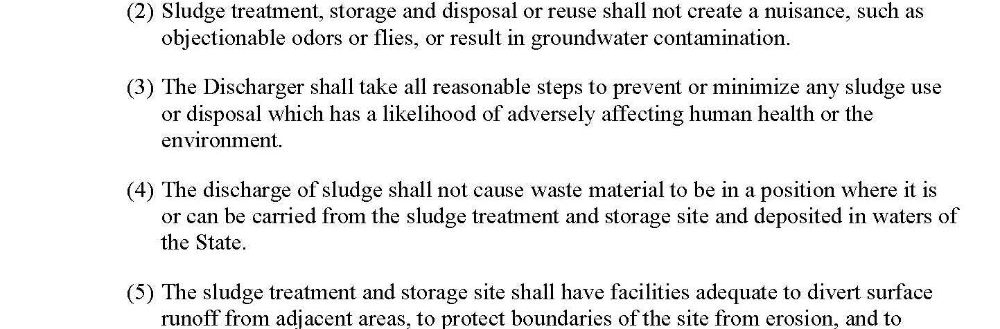 (2) Sludge treatment, storage and disposal or reuse shall not create a nuisance, such as
objectionable odors or flies, or result in groundwater contamination.
(3) The Discharger shall take all reasonable steps to prevent or minimize any sludge use
or disposal which has a likelihood of adversely affecting human health or the
environment.
(4) The discharge of sludge shall not cause waste material to be in a position where it is
or can be carried from the sludge treatment and storage site and deposited in waters of
the State.
(5) The sludge treatment and storage site shall have facilities adequate to divert surface
runoff from adjacent areas, to protect boundaries of the site from erosion, and to